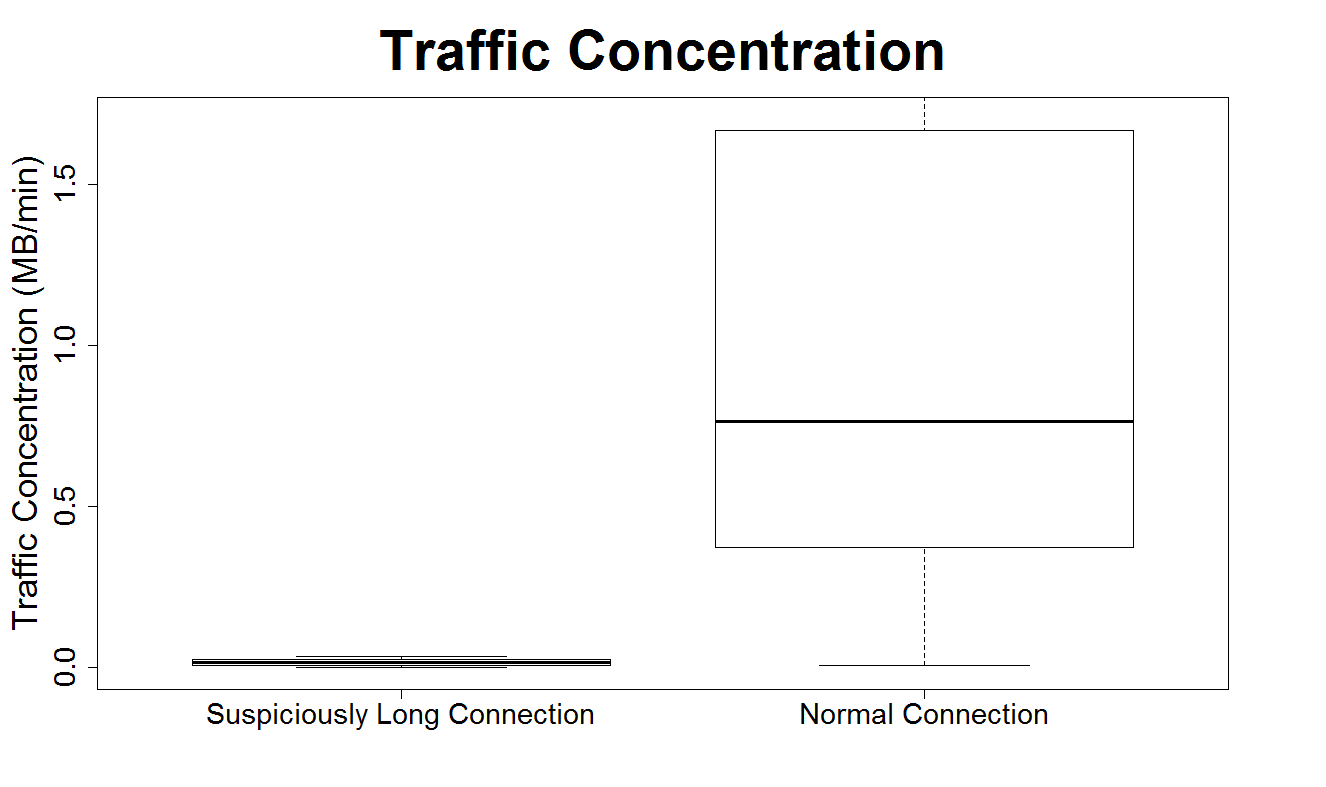 Traffic Concentration
Traffic Concentration (MB/min)
1.5
1.0
0.5
0.0
Suspiciously Long Connection
Normal Connection